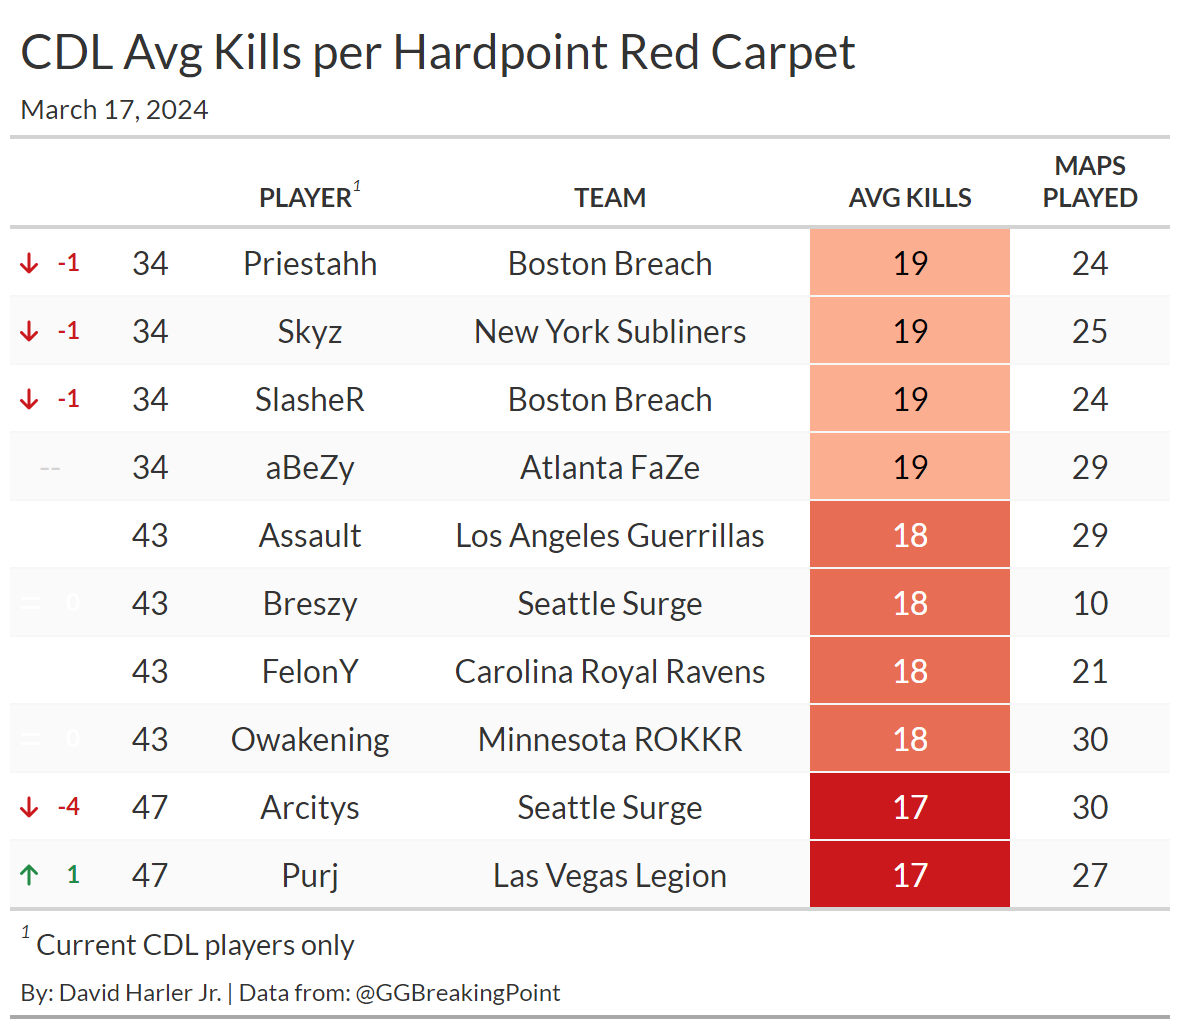 CDL Avg Kills per Hardpoint Red Carpet
March 17, 2024
PLAYER¹ TEAM AVG KILLS MAPS PLAYED
↓ -1 34 Priestahh Boston Breach 19 24
↓ -1 34 Skyz New York Subliners 19 25
↓ -1 34 SlasheR Boston Breach 19 24
-- 34 aBeZy Atlanta FaZe 19 29
43 Assault Los Angeles Guerrillas 18 29
= 0 43 Breszy Seattle Surge 18 10
43 FelonY Carolina Royal Ravens 18 21
= 0 43 Owakening Minnesota ROKKR 18 30
↓ -4 47 Arcitys Seattle Surge 17 30
↑ 1 47 Purj Las Vegas Legion 17 27
¹ Current CDL players only
By: David Harler Jr. | Data from: @GGBreakingPoint